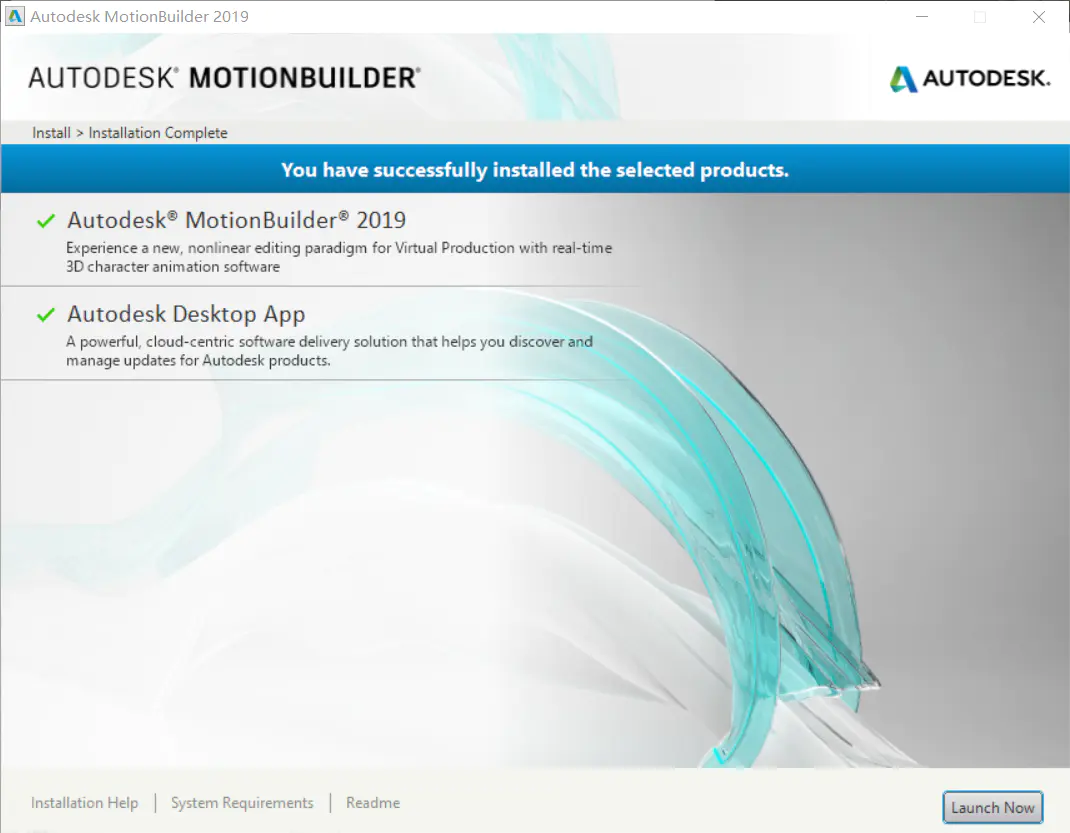 Autodesk MotionBuilder 2019
AUTODESK® MOTIONBUILDER®
AUTODESK.
Install > Installation Complete
You have successfully installed the selected products.
Autodesk® MotionBuilder® 2019
Experience a new, nonlinear editing paradigm for Virtual Production with real-time
3D character animation software
Autodesk Desktop App
A powerful, cloud-centric software delivery solution that helps you discover and
manage updates for Autodesk products.
Installation Help | System Requirements | Readme
Launch Now